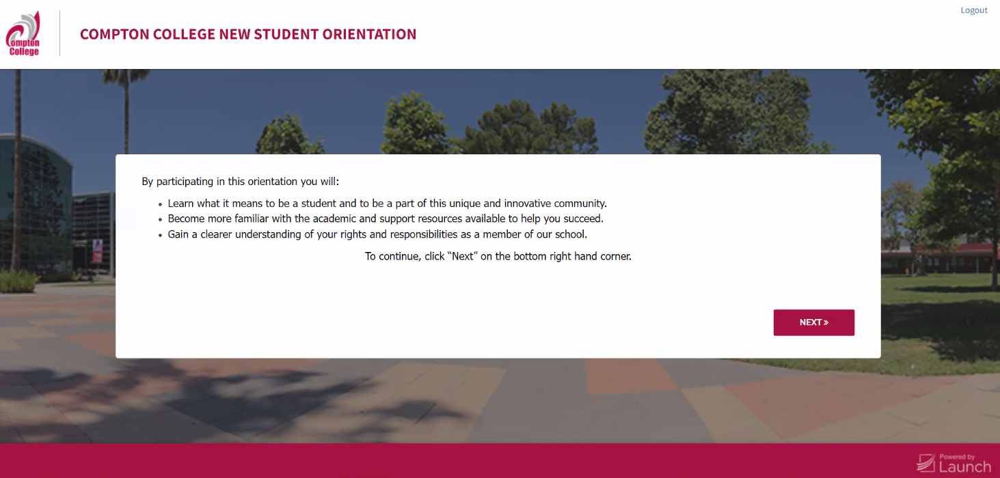 Logout
Compton
College
COMPTON COLLEGE NEW STUDENT ORIENTATION
By participating in this orientation you will:
• Learn what it means to be a student and to be a part of this unique and innovative community.
• Become more familiar with the academic and support resources available to help you succeed.
• Gain a clearer understanding of your rights and responsibilities as a member of our school.
To continue, click “Next” on the bottom right hand corner.
NEXT »
Powered by
Launch